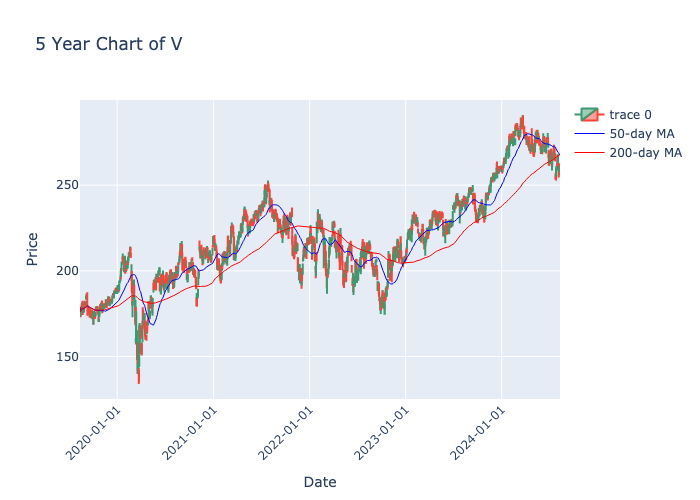 5 Year Chart of V
trace 0
50-day MA
200-day MA
250
200
150
Price
2020-01-01
2021-01-01
2022-01-01
2023-01-01
2024-01-01
Date